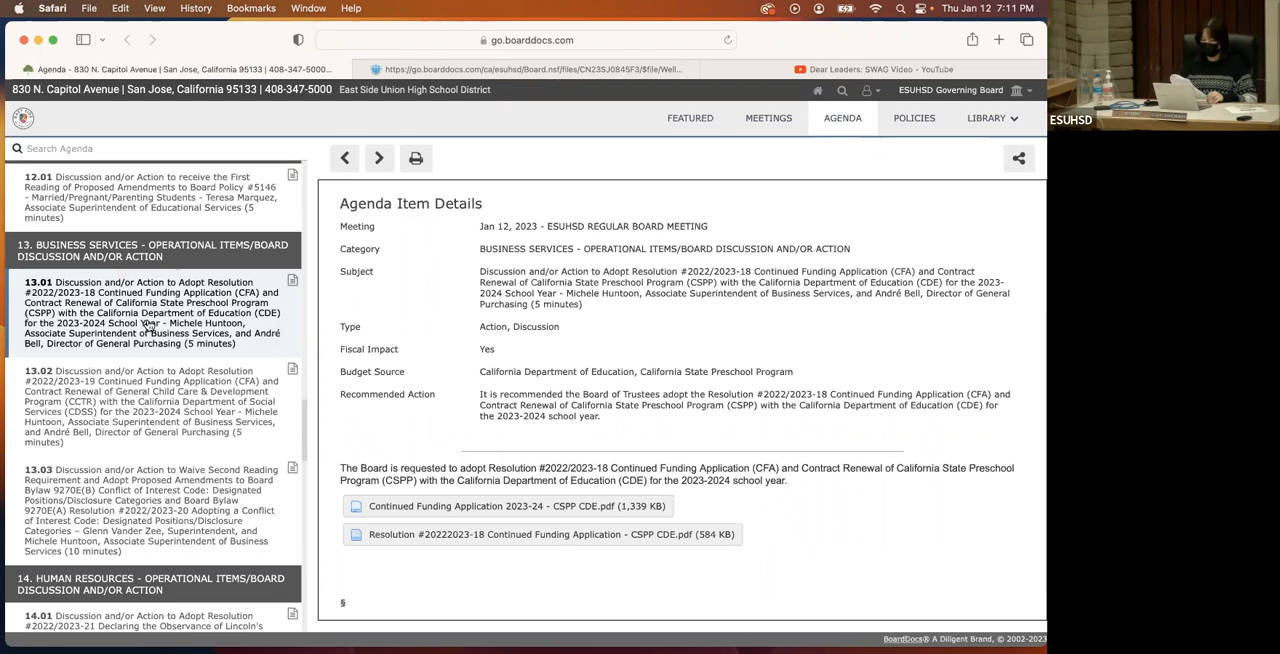 Safari File Edit View History Bookmarks Window Help Thu Jan 12 7:11 PM
go.boarddocs.com
Agenda - 830 N. Capitol Avenue | San Jose, California 95133 | 408-347-5000...
https://go.boarddocs.com/ca/esuhsd/Board.nsf/files/CN23SJ0845F3/$file/Well...
Dear Leaders: SWAG Video - YouTube
830 N. Capitol Avenue | San Jose, California 95133 | 408-347-5000 East Side Union High School District
ESUHSD Governing Board
FEATURED MEETINGS AGENDA POLICIES LIBRARY
Search Agenda
12.01 Discussion and/or Action to receive the First
Reading of Proposed Amendments to Board Policy #5146
- Married/Pregnant/Parenting Students - Teresa Marquez,
Associate Superintendent of Educational Services (5
minutes)
13. BUSINESS SERVICES - OPERATIONAL ITEMS/BOARD
DISCUSSION AND/OR ACTION
13.01 Discussion and/or Action to Adopt Resolution
#2022/2023-18 Continued Funding Application (CFA) and
Contract Renewal of California State Preschool Program
(CSPP) with the California Department of Education (CDE)
for the 2023-2024 School Year - Michele Huntoon,
Associate Superintendent of Business Services, and André
Bell, Director of General Purchasing (5 minutes)
13.02 Discussion and/or Action to Adopt Resolution
#2022/2023-19 Continued Funding Application (CFA) and
Contract Renewal of General Child Care & Development
Program (CCTR) with the California Department of Social
Services (CDSS) for the 2023-2024 School Year - Michele
Huntoon, Associate Superintendent of Business Services,
and André Bell, Director of General Purchasing (5
minutes)
13.03 Discussion and/or Action to Waive Second Reading
Requirement and Adopt Proposed Amendments to Board
Bylaw 9270E(B) Conflict of Interest Code: Designated
Positions/Disclosure Categories and Board Bylaw
9270E(A) Resolution #2022/2023-20 Adopting a Conflict
of Interest Code: Designated Positions/Disclosure
Categories – Glenn Vander Zee, Superintendent, and
Michele Huntoon, Associate Superintendent of Business
Services (10 minutes)
14. HUMAN RESOURCES - OPERATIONAL ITEMS/BOARD
DISCUSSION AND/OR ACTION
14.01 Discussion and/or Action to Adopt Resolution
#2022/2023-21 Declaring the Observance of Lincoln's
Agenda Item Details
Meeting Jan 12, 2023 - ESUHSD REGULAR BOARD MEETING
Category BUSINESS SERVICES - OPERATIONAL ITEMS/BOARD DISCUSSION AND/OR ACTION
Subject Discussion and/or Action to Adopt Resolution #2022/2023-18 Continued Funding Application (CFA) and Contract
Renewal of California State Preschool Program (CSPP) with the California Department of Education (CDE) for the 2023-
2024 School Year - Michele Huntoon, Associate Superintendent of Business Services, and André Bell, Director of General
Purchasing (5 minutes)
Type Action, Discussion
Fiscal Impact Yes
Budget Source California Department of Education, California State Preschool Program
Recommended Action It is recommended the Board of Trustees adopt the Resolution #2022/2023-18 Continued Funding Application (CFA) and
Contract Renewal of California State Preschool Program (CSPP) with the California Department of Education (CDE) for
the 2023-2024 school year.
The Board is requested to adopt Resolution #2022/2023-18 Continued Funding Application (CFA) and Contract Renewal of California State Preschool
Program (CSPP) with the California Department of Education (CDE) for the 2023-2024 school year.
Continued Funding Application 2023-24 - CSPP CDE.pdf (1,339 KB)
Resolution #20222023-18 Continued Funding Application - CSPP CDE.pdf (584 KB)
§
BoardDocs® A Diligent Brand, © 2002-2023
ESUHSD